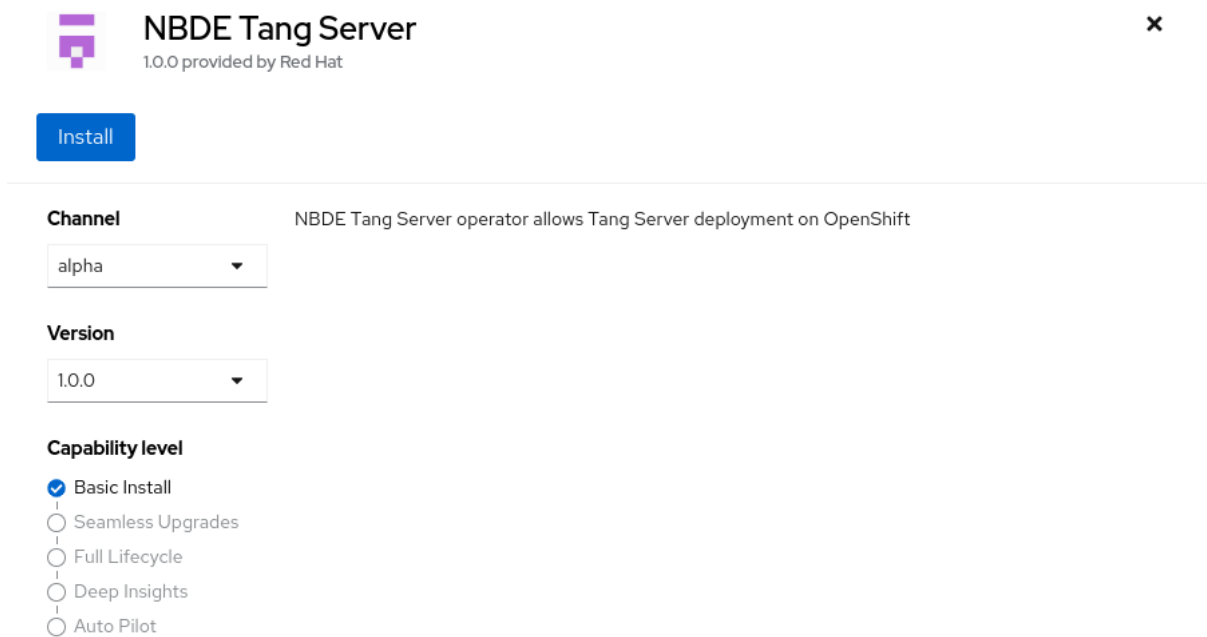 NBDE Tang Server
1.0.0 provided by Red Hat
Install
Channel
alpha
NBDE Tang Server operator allows Tang Server deployment on OpenShift
Version
1.0.0
Capability level
Basic Install
Seamless Upgrades
Full Lifecycle
Deep Insights
Auto Pilot